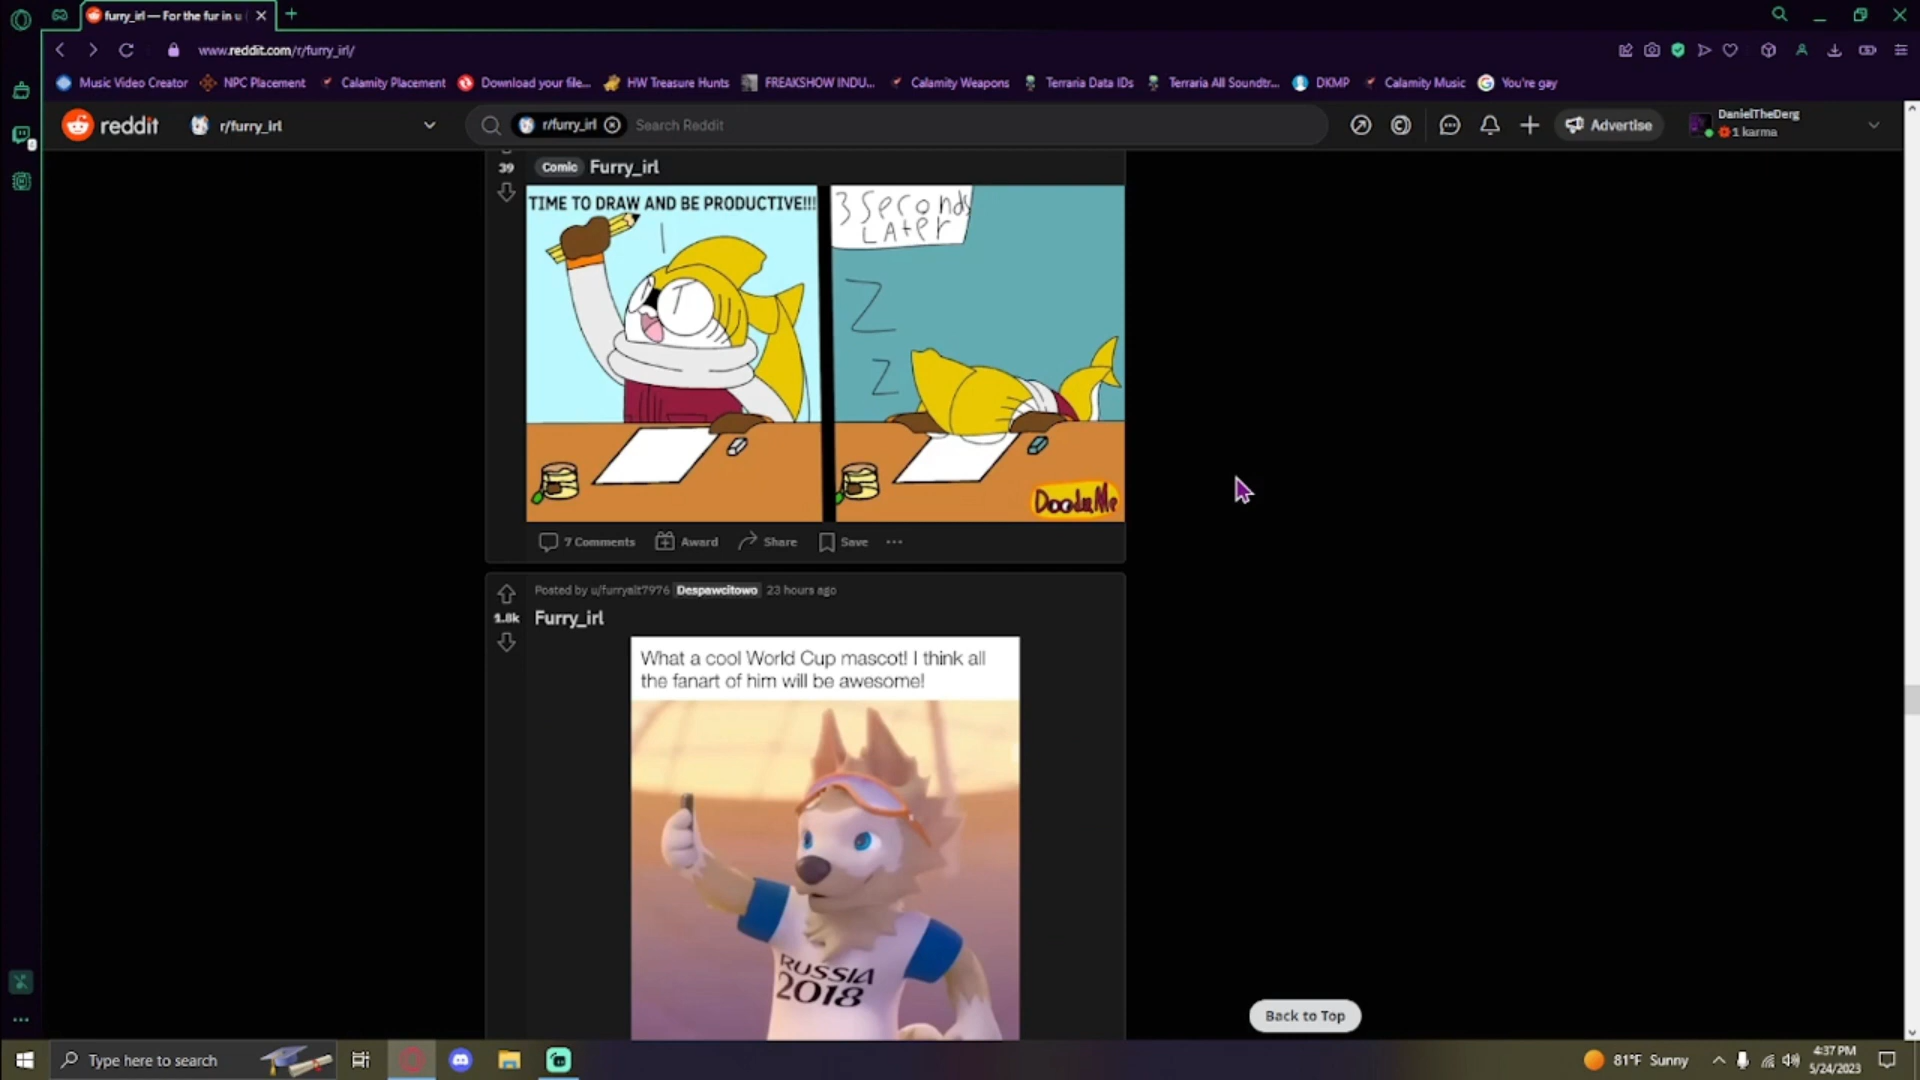 furry_irl — For the fur in u
www.reddit.com/r/furry_irl/
Music Video Creator
NPC Placement
Calamity Placement
Download your file...
HW Treasure Hunts
FREAKSHOW INDU...
Calamity Weapons
Terraria Data IDs
Terraria All Soundtr...
DKMP
Calamity Music
You're gay
reddit
r/furry_irl
r/furry_irl
Search Reddit
Advertise
DanielTheDerg
1 karma
39
Comic
Furry_irl
TIME TO DRAW AND BE PRODUCTIVE!!!
3 Seconds
LAter
Z
Z
DooduMe
7 Comments
Award
Share
Save
Posted by u/furryalt7976 Despawcitowo 23 hours ago
1.8k
Furry_irl
What a cool World Cup mascot! I think all
the fanart of him will be awesome!
RUSSIA
2018
Back to Top
Type here to search
81°F Sunny
4:37 PM
5/24/2023